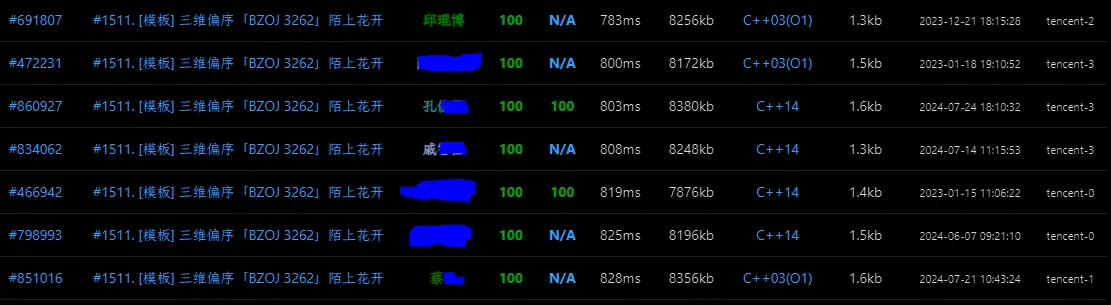 #691807 #1511. [模板] 三维偏序「BZOJ 3262」陌上花开 邱琨博 100 N/A 783ms 8256kb C++03(O1) 1.3kb 2023-12-21 18:15:28 tencent-2
#472231 #1511. [模板] 三维偏序「BZOJ 3262」陌上花开 100 N/A 800ms 8172kb C++03(O1) 1.5kb 2023-01-18 19:10:52 tencent-3
#860927 #1511. [模板] 三维偏序「BZOJ 3262」陌上花开 孔 100 100 803ms 8380kb C++14 1.6kb 2024-07-24 18:10:32 tencent-3
#834062 #1511. [模板] 三维偏序「BZOJ 3262」陌上花开 戚 100 N/A 808ms 8248kb C++14 1.3kb 2024-07-14 11:15:53 tencent-3
#466942 #1511. [模板] 三维偏序「BZOJ 3262」陌上花开 100 100 819ms 7876kb C++14 1.4kb 2023-01-15 11:06:22 tencent-0
#798993 #1511. [模板] 三维偏序「BZOJ 3262」陌上花开 100 N/A 825ms 8196kb C++14 1.5kb 2024-06-07 09:21:10 tencent-0
#851016 #1511. [模板] 三维偏序「BZOJ 3262」陌上花开 蔡 100 N/A 828ms 8356kb C++03(O1) 1.6kb 2024-07-21 10:43:24 tencent-1